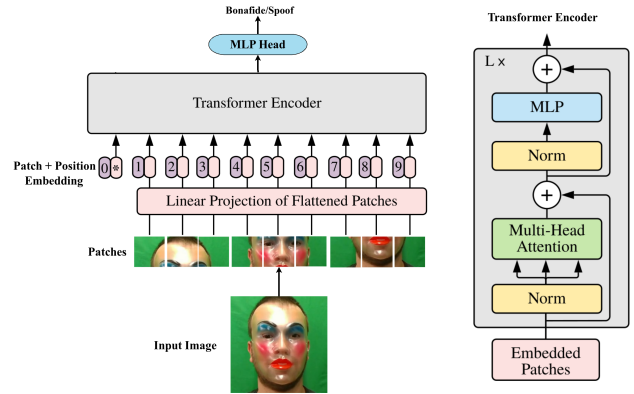 Bonafide/Spoof
MLP Head
Transformer Encoder
Patch + Position
Embedding
0 * 1 2 3 4 5 6 7 8 9
Linear Projection of Flattened Patches
Patches
Input Image
Transformer Encoder
L ×
+
MLP
Norm
+
Multi-Head
Attention
Norm
Embedded
Patches